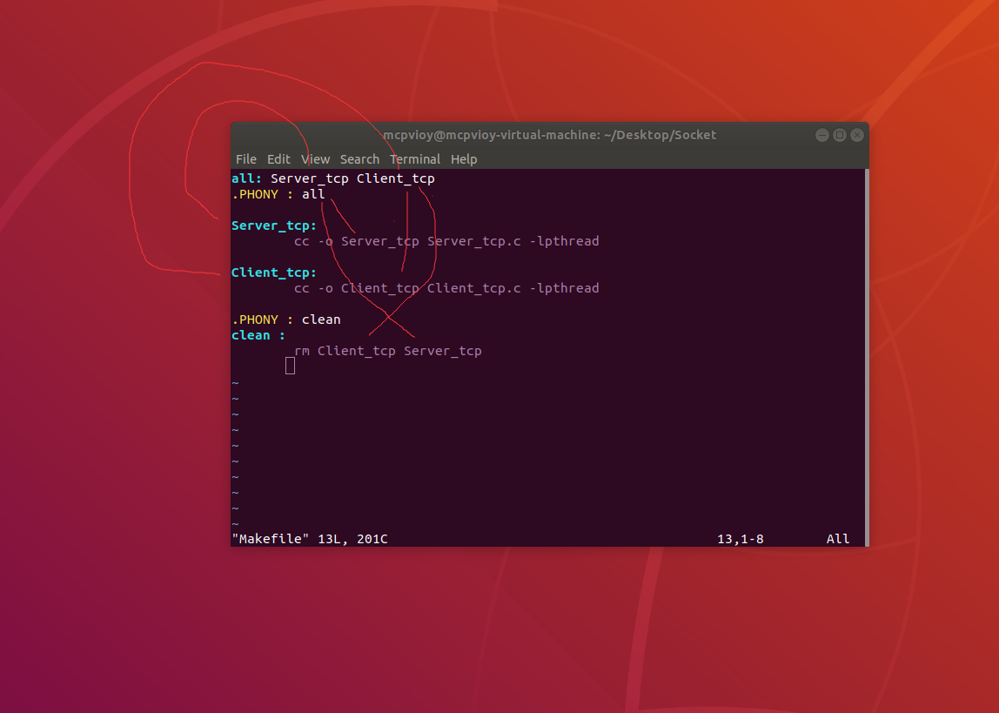 mcpvioy@mcpvioy-virtual-machine: ~/Desktop/Socket
File Edit View Search Terminal Help
all: Server_tcp Client_tcp
.PHONY : all
Server_tcp:
cc -o Server_tcp Server_tcp.c -lpthread
Client_tcp:
cc -o Client_tcp Client_tcp.c -lpthread
.PHONY : clean
clean :
rm Client_tcp Server_tcp
~
~
~
~
~
~
~
~
~
~
"Makefile" 13L, 201C 13,1-8 All